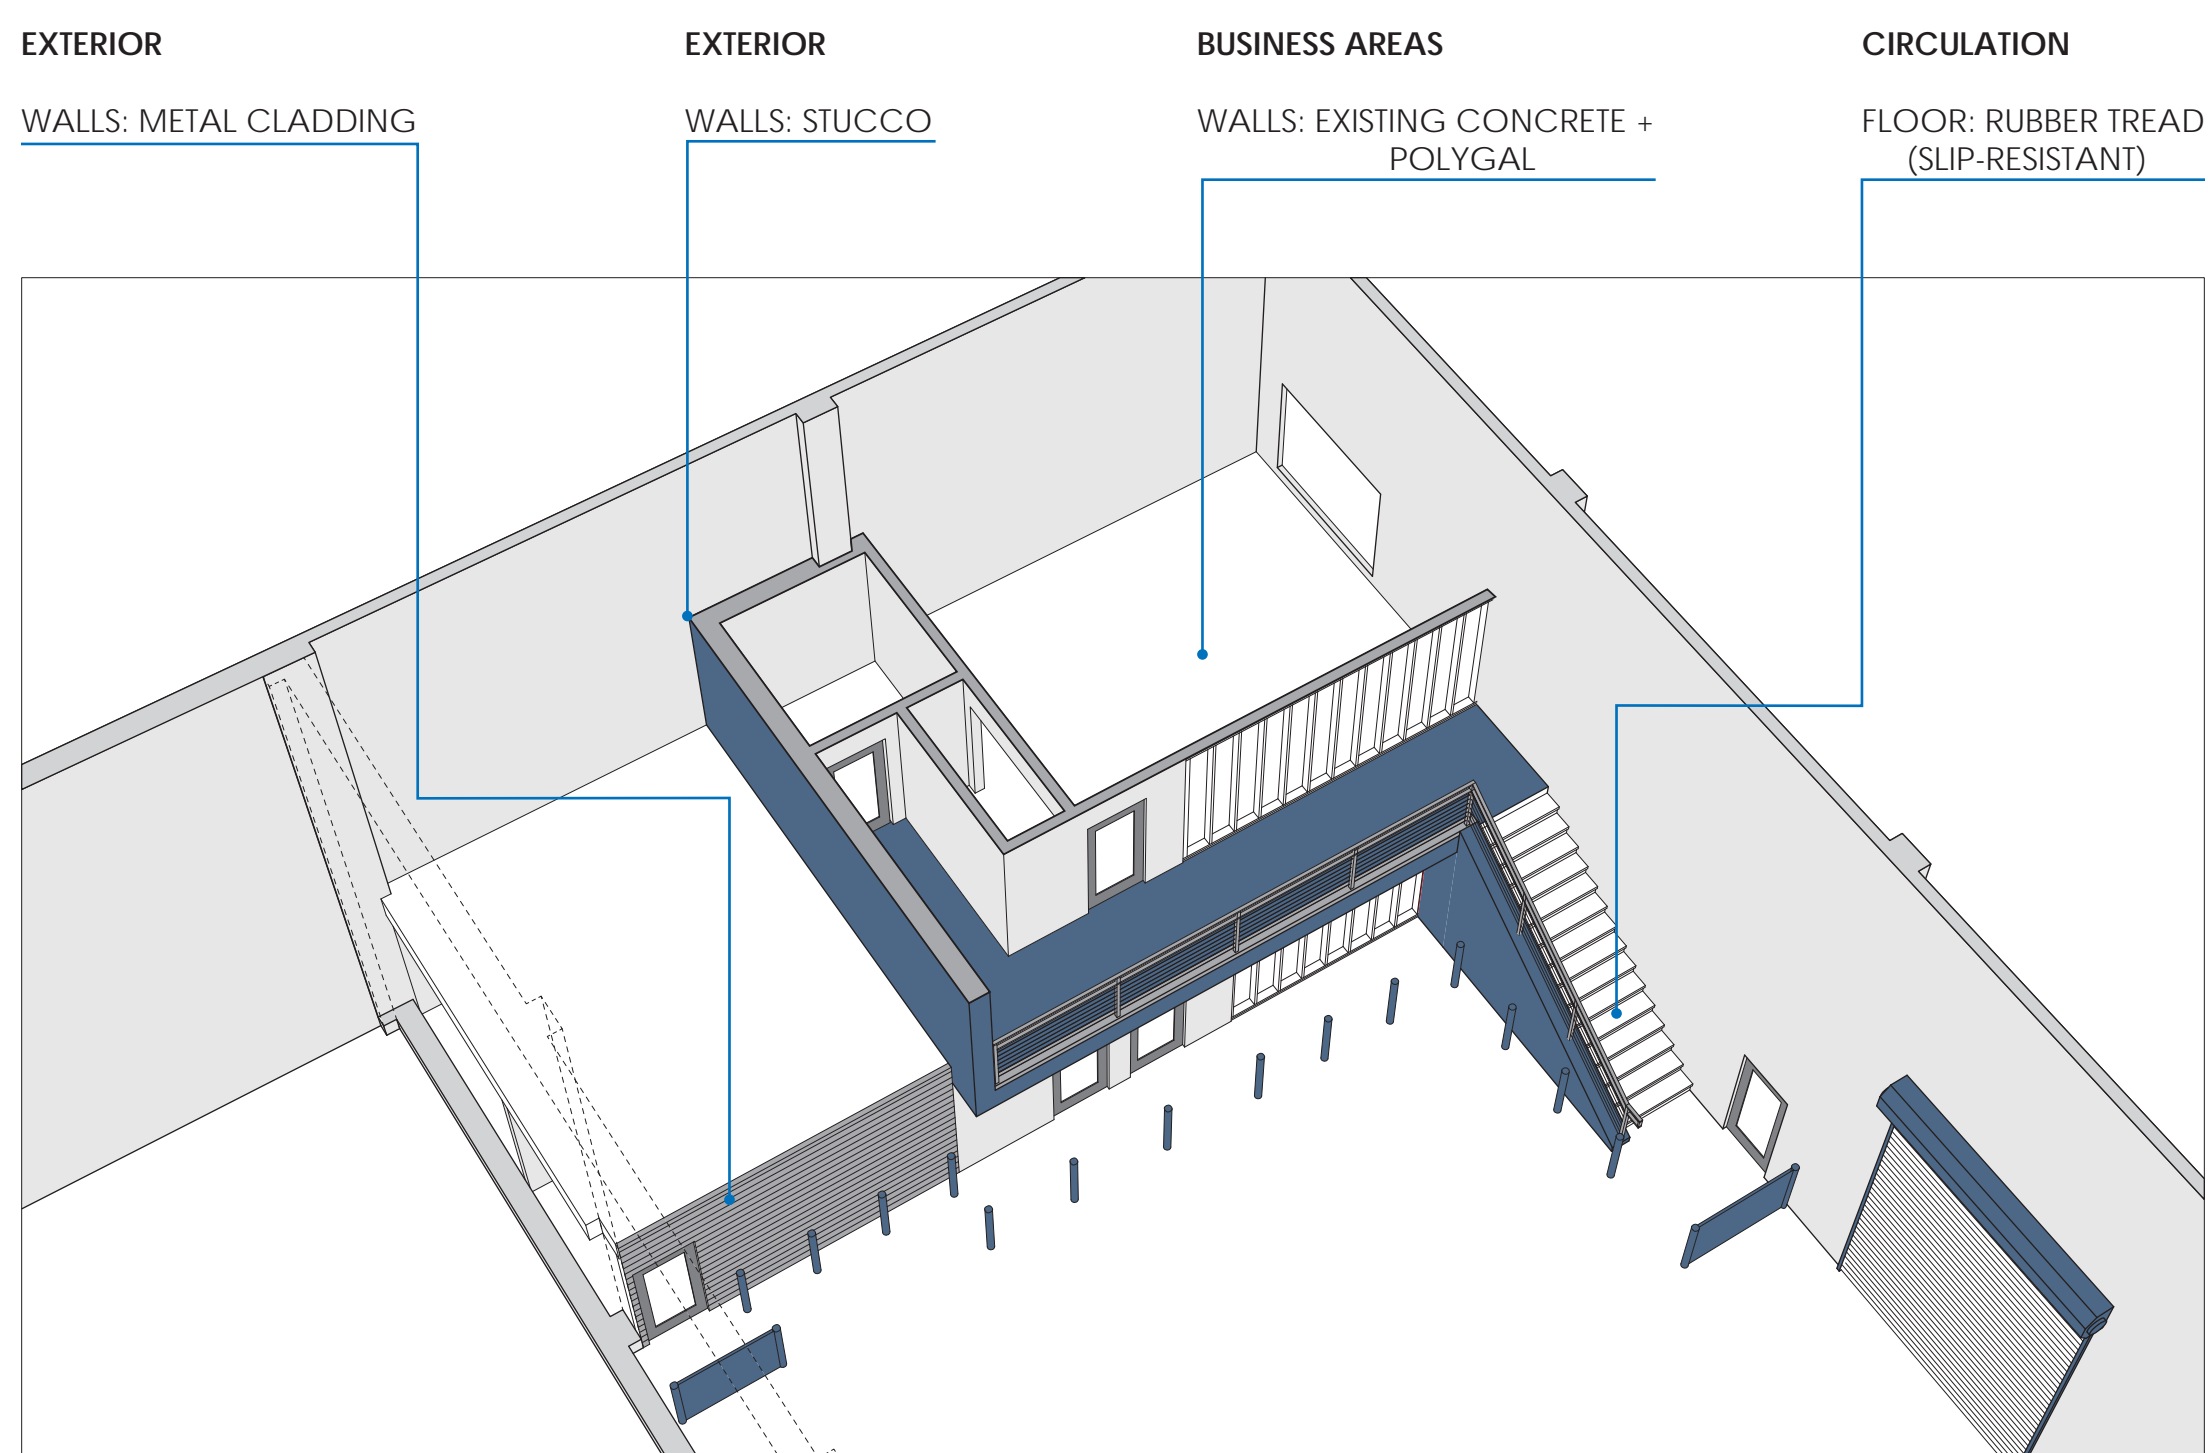 EXTERIOR
WALLS: METAL CLADDING
EXTERIOR
WALLS: STUCCO
BUSINESS AREAS
WALLS: EXISTING CONCRETE +
POLYGAL
CIRCULATION
FLOOR: RUBBER TREAD
(SLIP-RESISTANT)